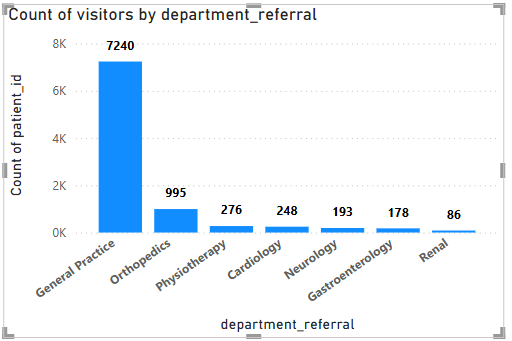 Count of visitors by department_referral
Count of patient_id
8K
6K
4K
2K
0K
7240
995
276
248
193
178
86
General Practice
Orthopedics
Physiotherapy
Cardiology
Neurology
Gastroenterology
Renal
department_referral